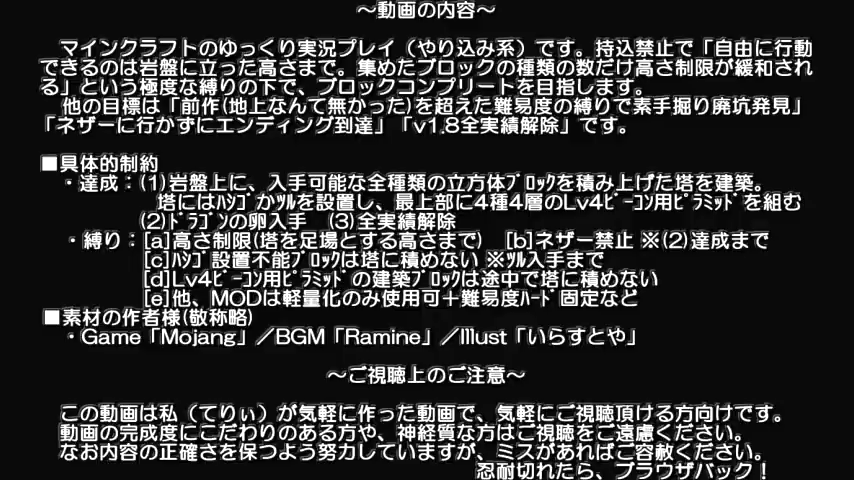 ～動画の内容～
マインクラフトのゆっくり実況プレイ（やり込み系）です。持込禁止で「自由に行動
できるのは岩盤に立った高さまで。集めたブロックの種類の数だけ高さ制限が緩和され
る」という極度な縛りの下で、ブロックコンプリートを目指します。
他の目標は「前作(地上なんて無かった)を超えた難易度の縛りで素手掘り廃坑発見」
「ネザーに行かずにエンディング到達」「v1.8全実績解除」です。
■具体的制約
・達成：(1)岩盤上に、入手可能な全種類の立方体ﾌﾞﾛｯｸを積み上げた塔を建築。
塔にはﾊｼｺﾞかﾂﾙを設置し、最上部に4種4層のLv4ﾋﾞｰｺﾝ用ﾋﾟﾗﾐｯﾄﾞを組む
(2)ﾄﾞﾗｺﾞﾝの卵入手　(3)全実績解除
・縛り：[a]高さ制限(塔を足場とする高さまで)　[b]ネザー禁止 ※(2)達成まで
[c]ﾊｼｺﾞ設置不能ﾌﾞﾛｯｸは塔に積めない ※ﾂﾙ入手まで
[d]Lv4ﾋﾞｰｺﾝ用ﾋﾟﾗﾐｯﾄﾞの建築ﾌﾞﾛｯｸは途中で塔に積めない
[e]他、MODは軽量化のみ使用可＋難易度ﾊｰﾄﾞ固定など
■素材の作者様(敬称略)
・Game「Mojang」／BGM「Ramine」／Illust「いらすとや」
～ご視聴上のご注意～
この動画は私（てりぃ）が気軽に作った動画で、気軽にご視聴頂ける方向けです。
動画の完成度にこだわりのある方や、神経質な方はご視聴をご遠慮ください。
なお内容の正確さを保つよう努力していますが、ミスがあればご容赦ください。
忍耐切れたら、ブラウザバック！